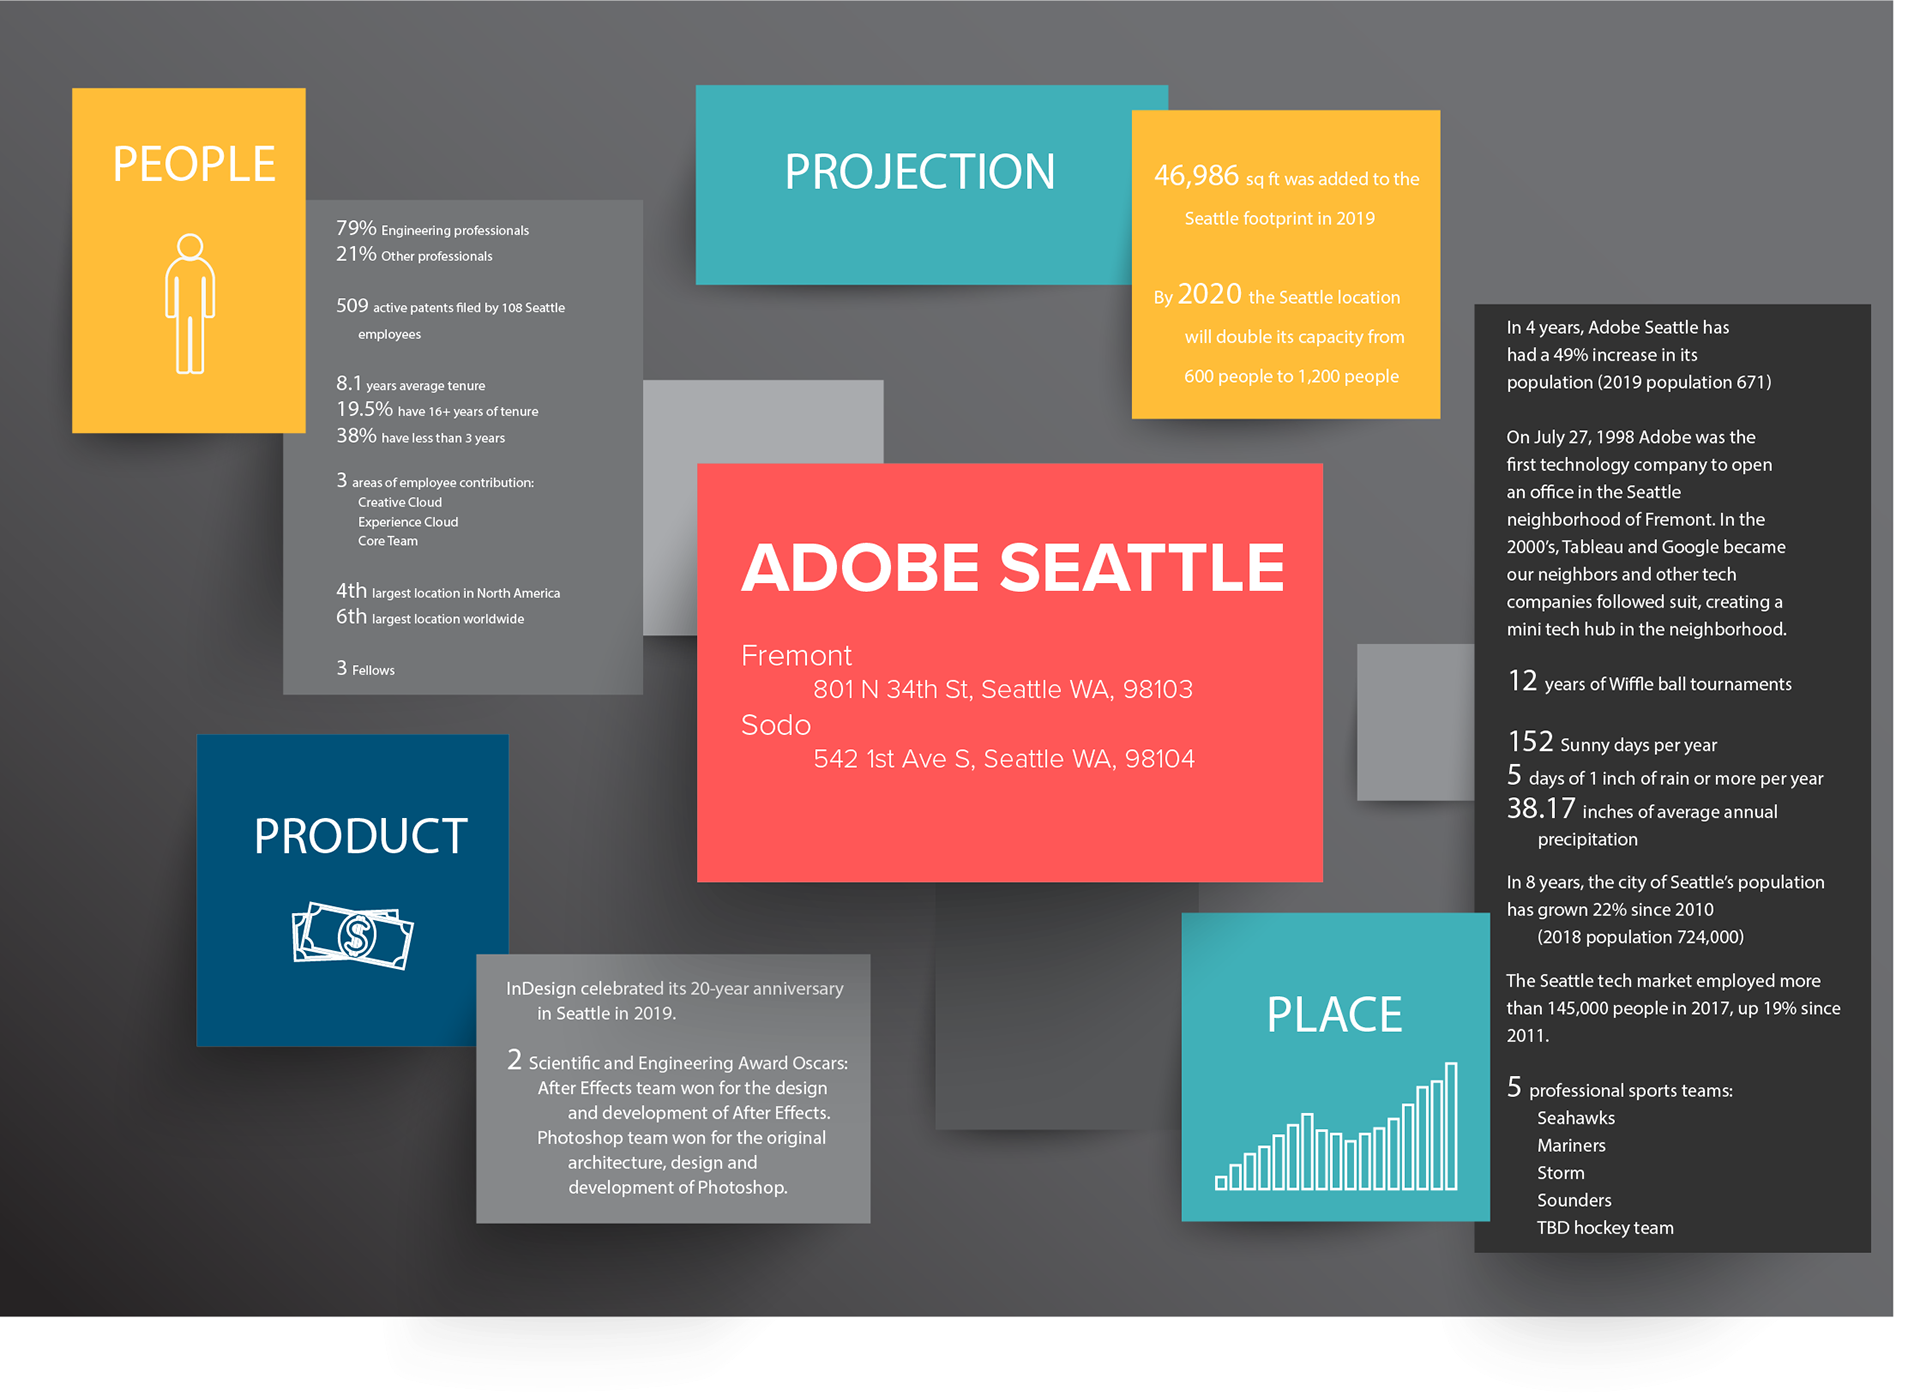 PEOPLE
79% Engineering professionals
21% Other professionals
509 active patents filed by 108 Seattle
employees
8.1 years average tenure
19.5% have 16+ years of tenure
38% have less than 3 years
3 areas of employee contribution:
Creative Cloud
Experience Cloud
Core Team
4th largest location in North America
6th largest location worldwide
3 Fellows
PROJECTION
46,986 sq ft was added to the
Seattle footprint in 2019
By 2020 the Seattle location
will double its capacity from
600 people to 1,200 people
ADOBE SEATTLE
Fremont
801 N 34th St, Seattle WA, 98103
Sodo
542 1st Ave S, Seattle WA, 98104
PRODUCT
$
InDesign celebrated its 20-year anniversary
in Seattle in 2019.
2 Scientific and Engineering Award Oscars:
After Effects team won for the design
and development of After Effects.
Photoshop team won for the original
architecture, design and
development of Photoshop.
PLACE
In 4 years, Adobe Seattle has
had a 49% increase in its
population (2019 population 671)
On July 27, 1998 Adobe was the
first technology company to open
an office in the Seattle
neighborhood of Fremont. In the
2000's, Tableau and Google became
our neighbors and other tech
companies followed suit, creating a
mini tech hub in the neighborhood.
12 years of Wiffle ball tournaments
152 Sunny days per year
5 days of 1 inch of rain or more per year
38.17 inches of average annual
precipitation
In 8 years, the city of Seattle's population
has grown 22% since 2010
(2018 population 724,000)
The Seattle tech market employed more
than 145,000 people in 2017, up 19% since
2011.
5 professional sports teams:
Seahawks
Mariners
Storm
Sounders
TBD hockey team